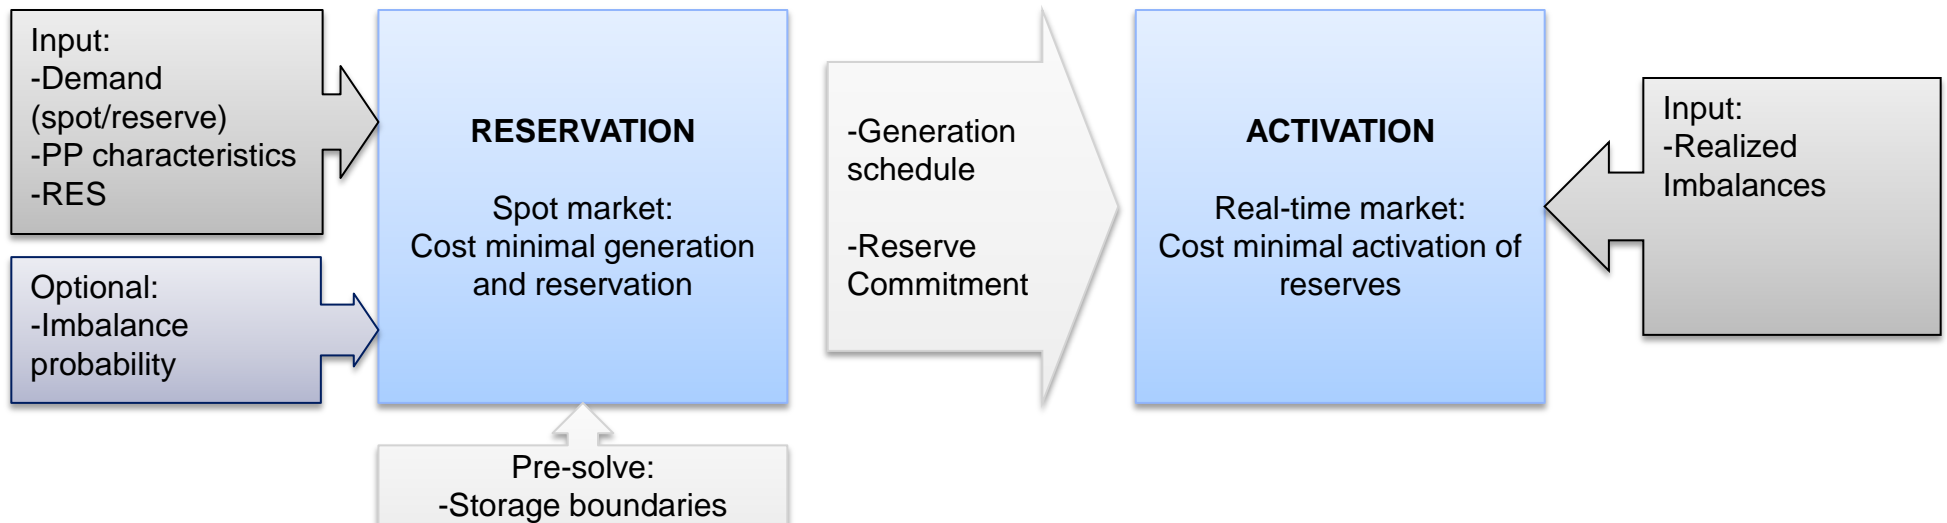 Input:
-Demand
(spot/reserve)
-PP characteristics
-RES
Optional:
-Imbalance
probability
RESERVATION
Spot market:
Cost minimal generation
and reservation
Pre-solve:
-Storage boundaries
-Generation
schedule
-Reserve
Commitment
ACTIVATION
Real-time market:
Cost minimal activation of
reserves
Input:
-Realized
Imbalances